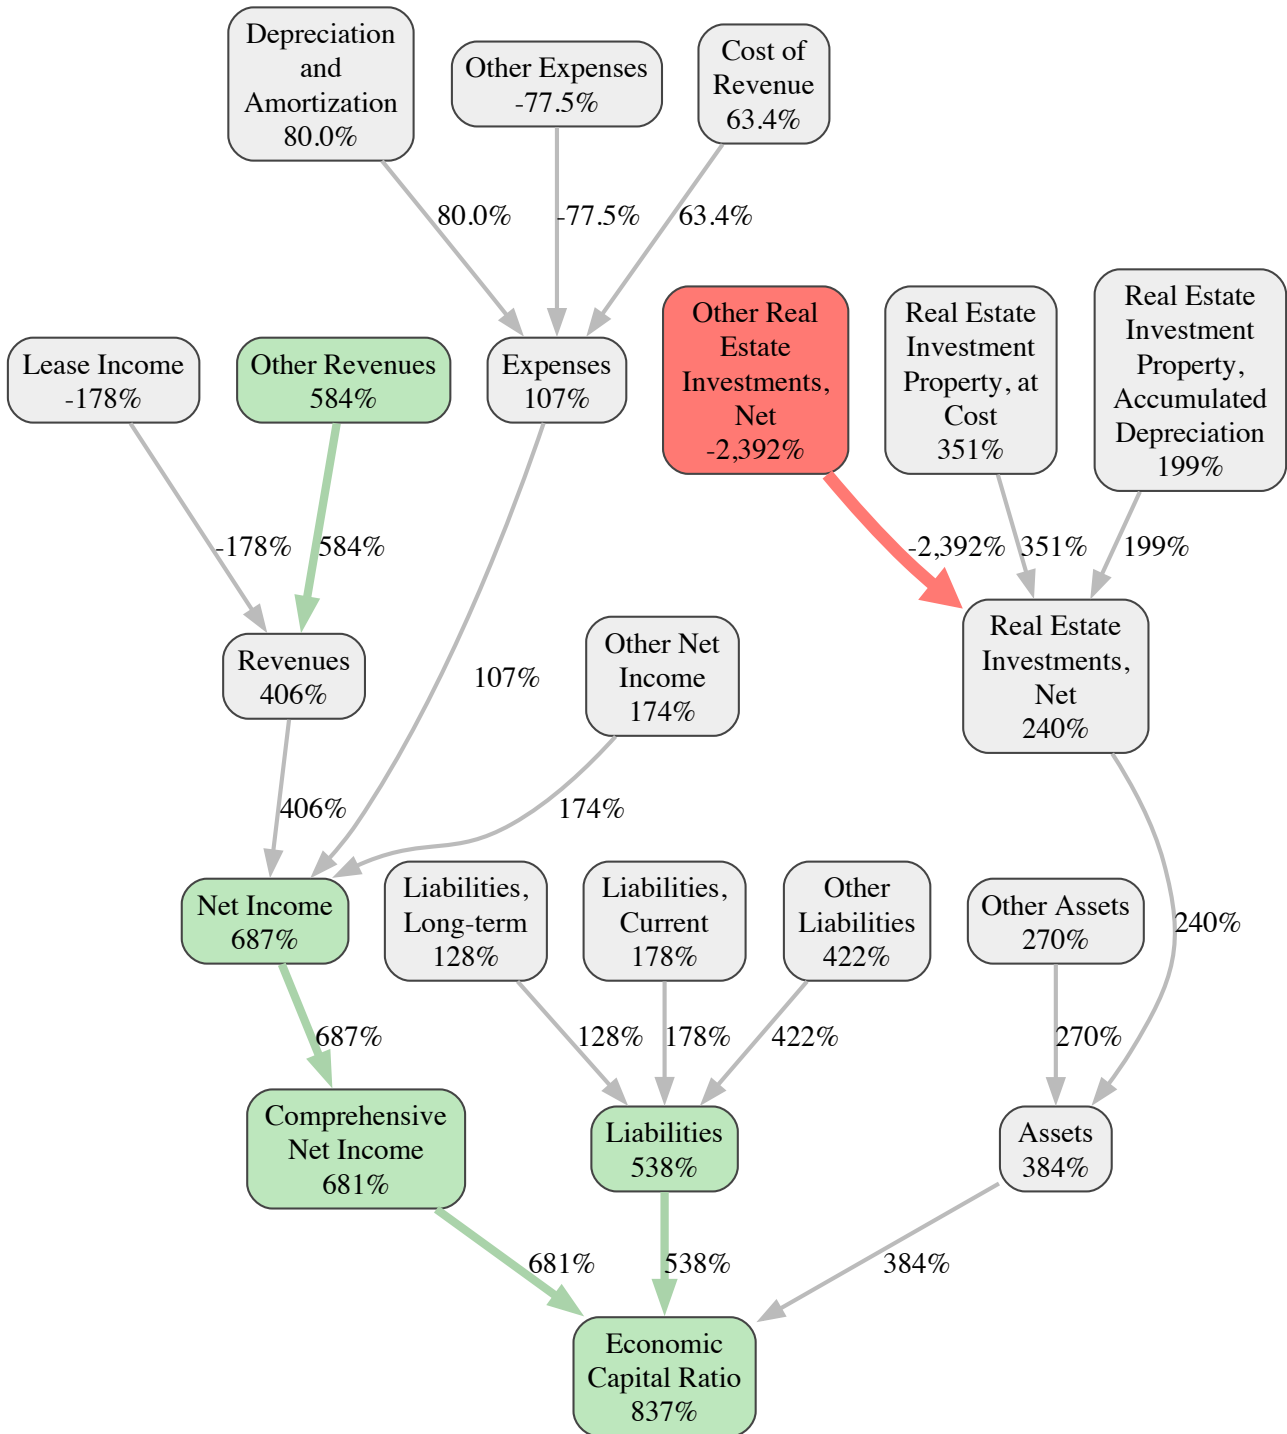 Depreciation
and
Amortization
80.0%
Other Expenses
-77.5%
Cost of
Revenue
63.4%
80.0%
-77.5%
63.4%
Lease Income
-178%
Other Revenues
584%
Expenses
107%
Other Real
Estate
Investments,
Net
-2,392%
Real Estate
Investment
Property, at
Cost
351%
Real Estate
Investment
Property,
Accumulated
Depreciation
199%
-178%
584%
-2,392%
351%
199%
Revenues
406%
107%
Other Net
Income
174%
Real Estate
Investments,
Net
240%
406%
174%
Net Income
687%
Liabilities,
Long-term
128%
Liabilities,
Current
178%
Other
Liabilities
422%
Other Assets
270%
240%
687%
128%
178%
422%
270%
Comprehensive
Net Income
681%
Liabilities
538%
Assets
384%
681%
538%
384%
Economic
Capital Ratio
837%